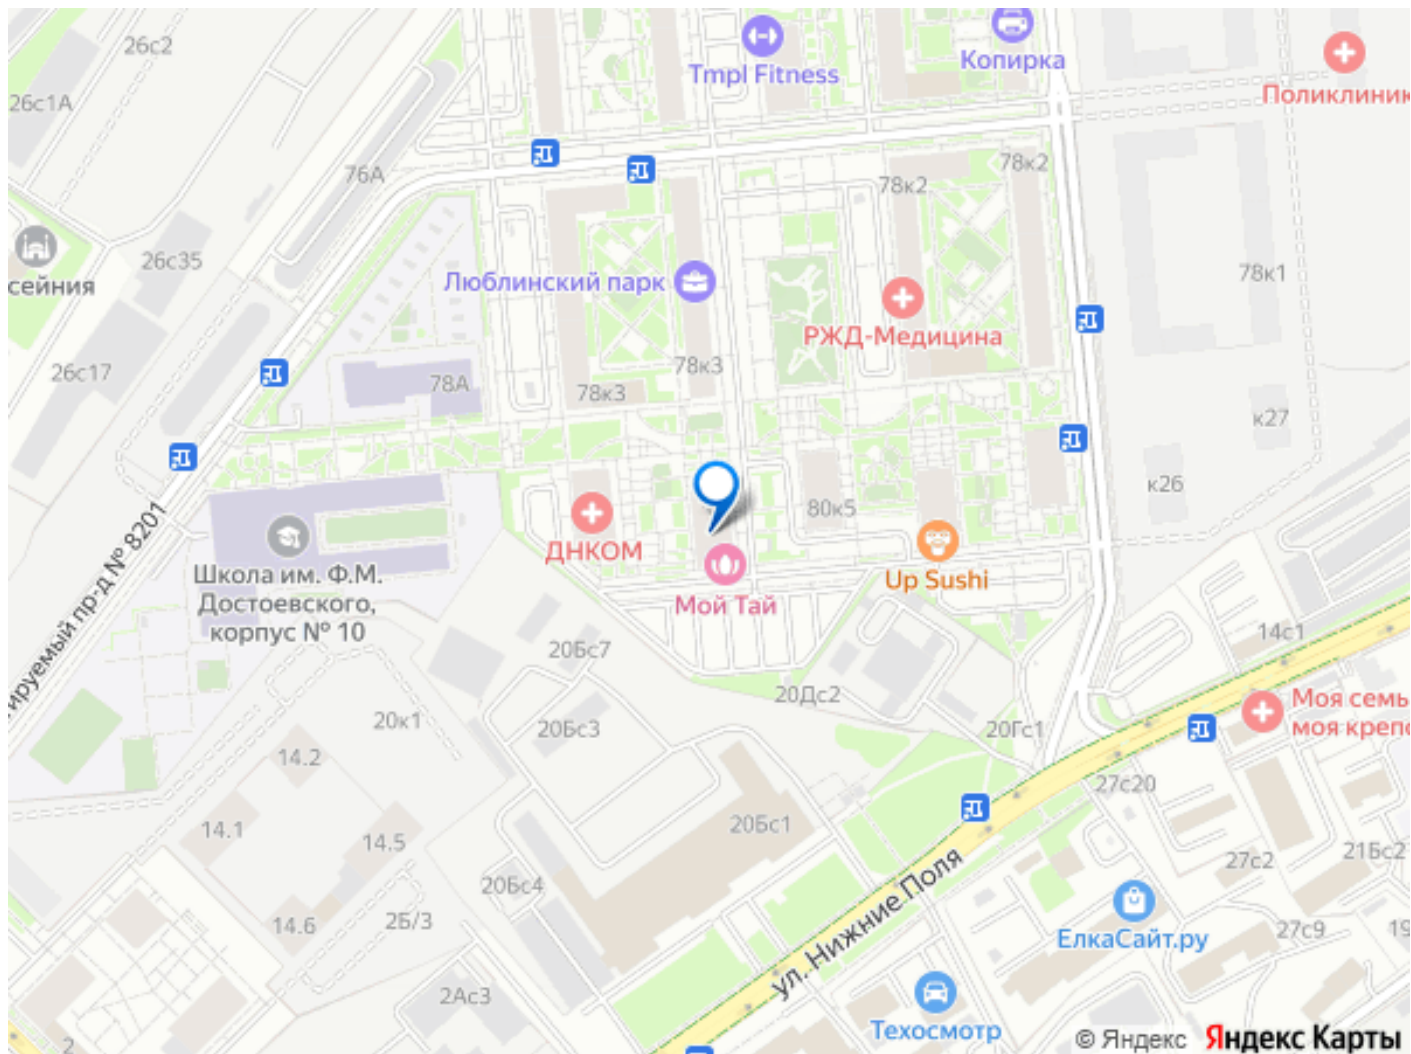 26с2
Tmpl Fitness
Копирка
26с1А
Поликлиник
76А
78к2
78к2
26с35
сейния
Люблинский парк
78к1
РЖД-Медицина
26с17
78А
78к3
78к3
к27
к26
80к5
ДНКОМ
Up Sushi
Мой Тай
Школа им. Ф.М.
Достоевского,
корпус № 10
ируемый пр-д № 8201
20Бс7
14с1
20Дс2
Моя семь
моя крепо
20к1
20Бс3
20Гс1
14.2
27с20
14.1
14.5
20Бс1
21Бс2
27с2
20Бс4
ул. Нижние Поля
14.6
2Б/3
ЕлкаСайт.ру
27с9
19
2Ас3
Техосмотр
2
© Яндекс Яндекс Карты